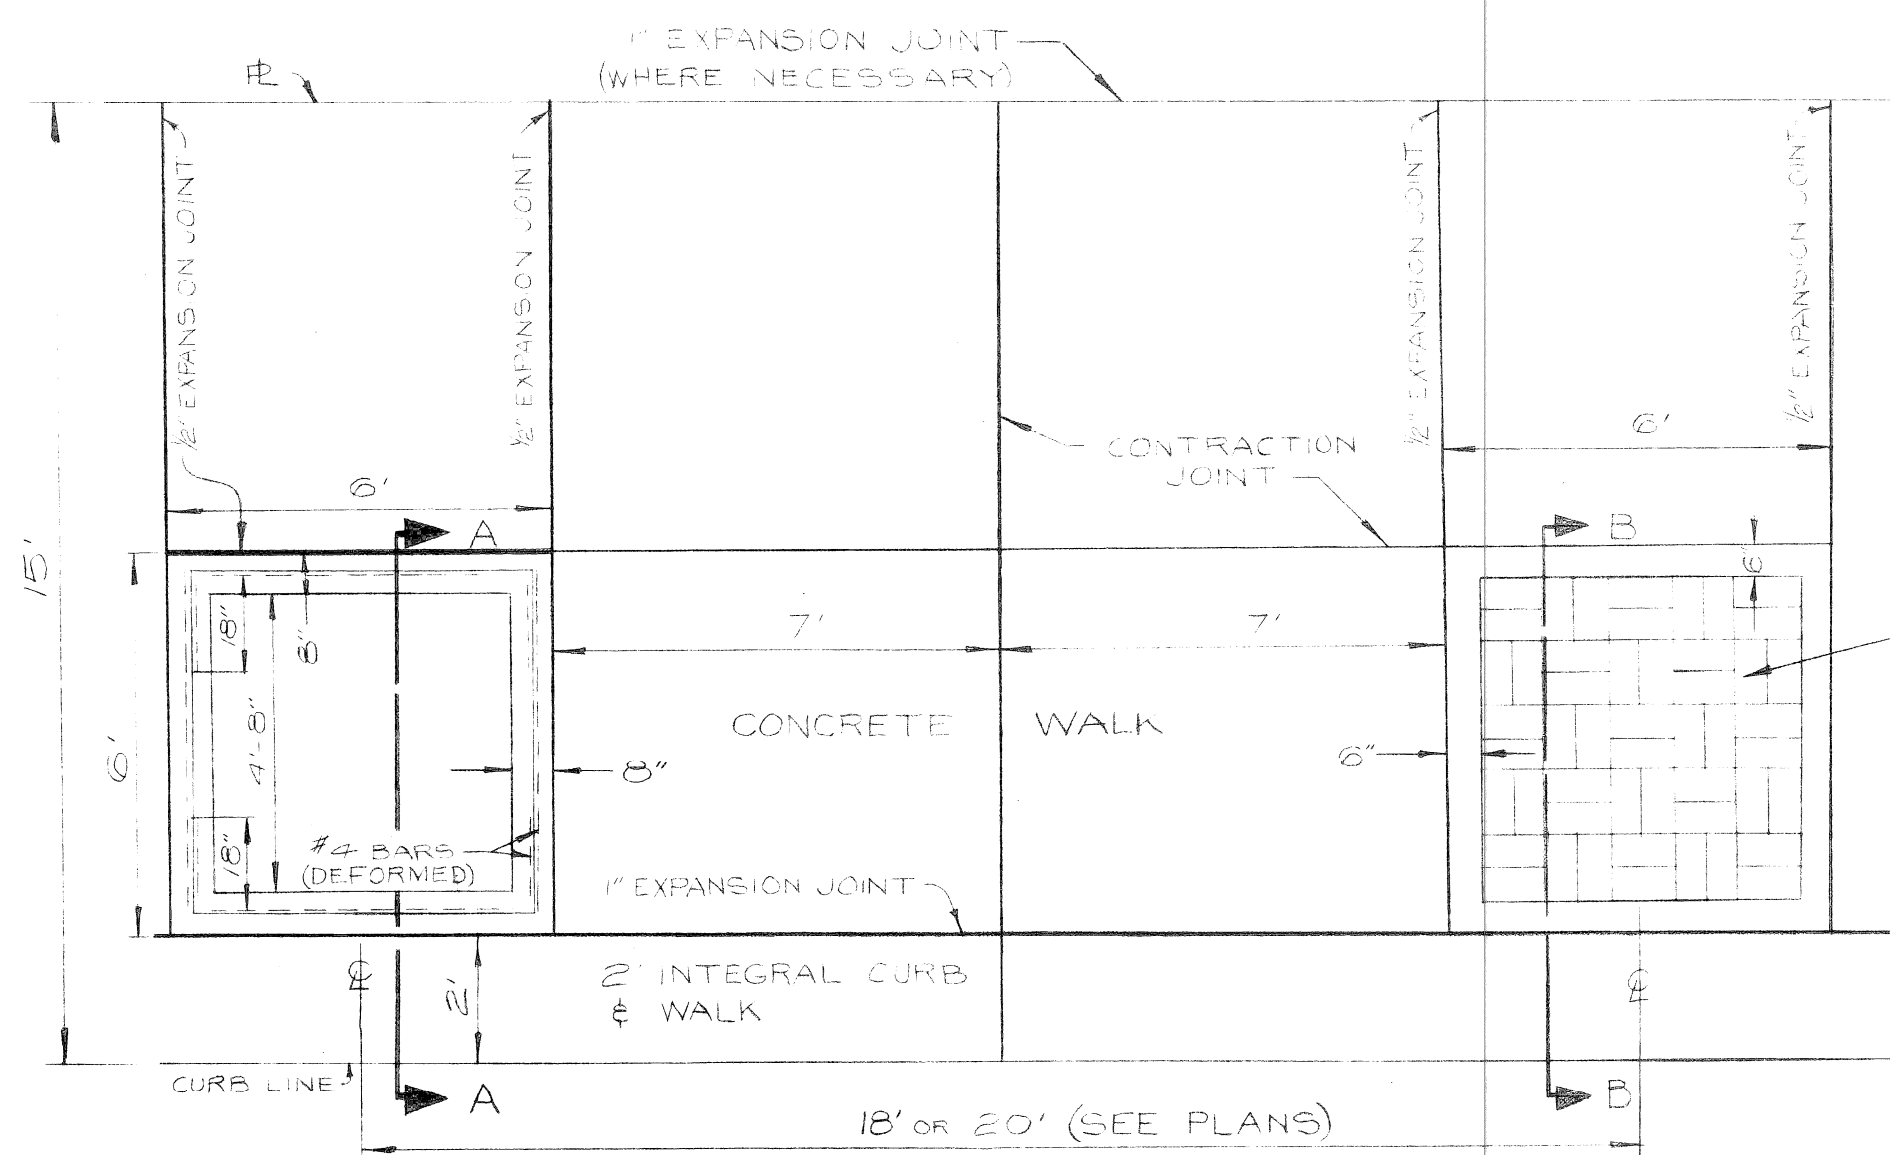 1" EXPANSION JOINT
(WHERE NECESSARY)
PL
1/2" EXPANSION JOINT
1/2" EXPANSION JOINT
1/2" EXPANSION JOINT
1/2" EXPANSION JOINT
6'
CONTRACTION
JOINT
6'
A
B
15'
6"
18"
8"
7'
7'
4'-8"
6'
CONCRETE WALK
6"
8"
18"
#4 BARS
(DEFORMED)
1" EXPANSION JOINT
CL
2'
2' INTEGRAL CURB
& WALK
CL
CURB LINE
A
B
18' OR 20' (SEE PLANS)